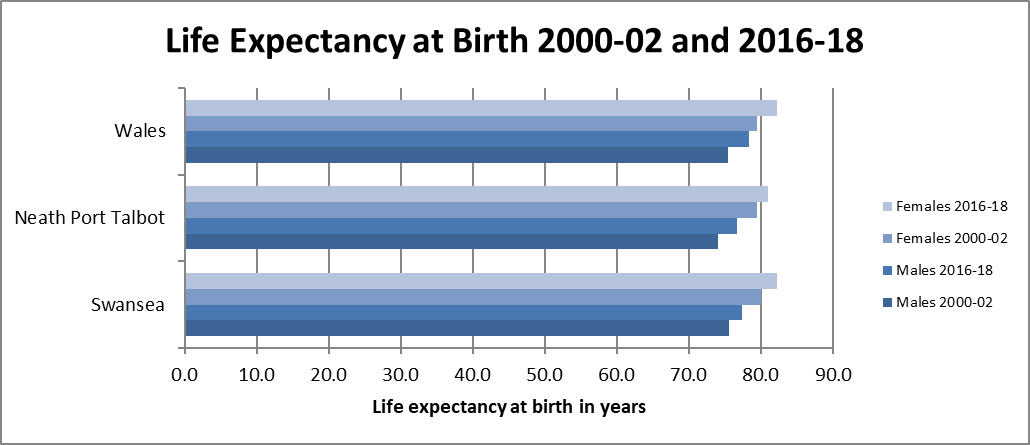 Life Expectancy at Birth 2000-02 and 2016-18
Wales
Neath Port Talbot
Swansea
Females 2016-18
Females 2000-02
Males 2016-18
Males 2000-02
0.0 10.0 20.0 30.0 40.0 50.0 60.0 70.0 80.0 90.0
Life expectancy at birth in years